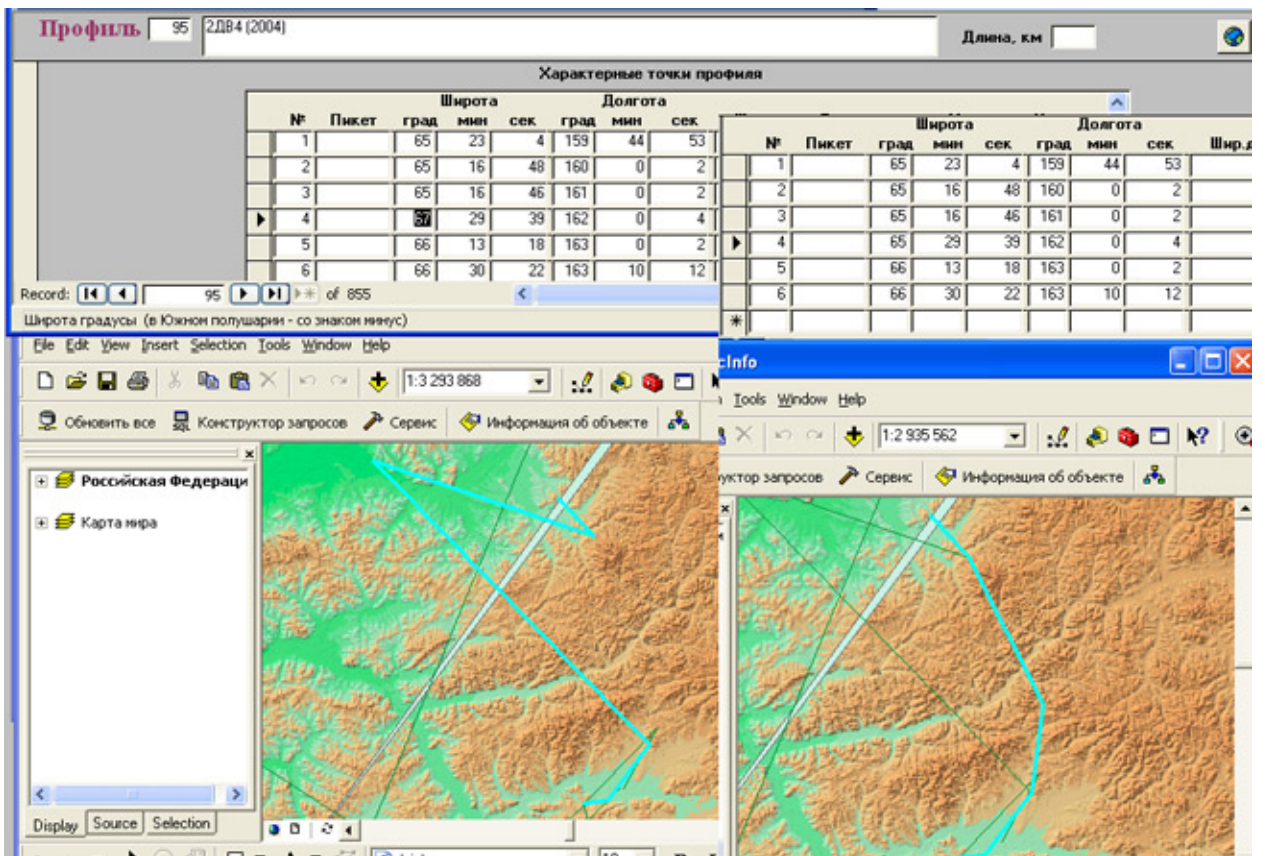 Профиль 95 2ДВ4 (2004) Длина, км
Характерные точки профиля
Широта Долгота
№ Пикет град мин сек град мин сек
1 65 23 4 159 44 53
2 65 16 48 160 0 2
3 65 16 46 161 0 2
4 67 29 39 162 0 4
5 66 13 18 163 0 2
6 66 30 22 163 10 12
Record: 95 of 855
Широта градусы (в Южном полушарии - со знаком минус)
Широта Долгота
№ Пикет град мин сек град мин сек
1 65 23 4 159 44 53
2 65 16 48 160 0 2
3 65 16 46 161 0 2
4 65 29 39 162 0 4
5 66 13 18 163 0 2
6 66 30 22 163 10 12
File Edit View Insert Selection Tools Window Help
1:3 293 868
Обновить все Конструктор запросов Сервис Информация об объекте
Российская Федераци
Карта мира
Display Source Selection
cInfo
Tools Window Help
1:2 935 562
уктор запросов Сервис Информация об объекте